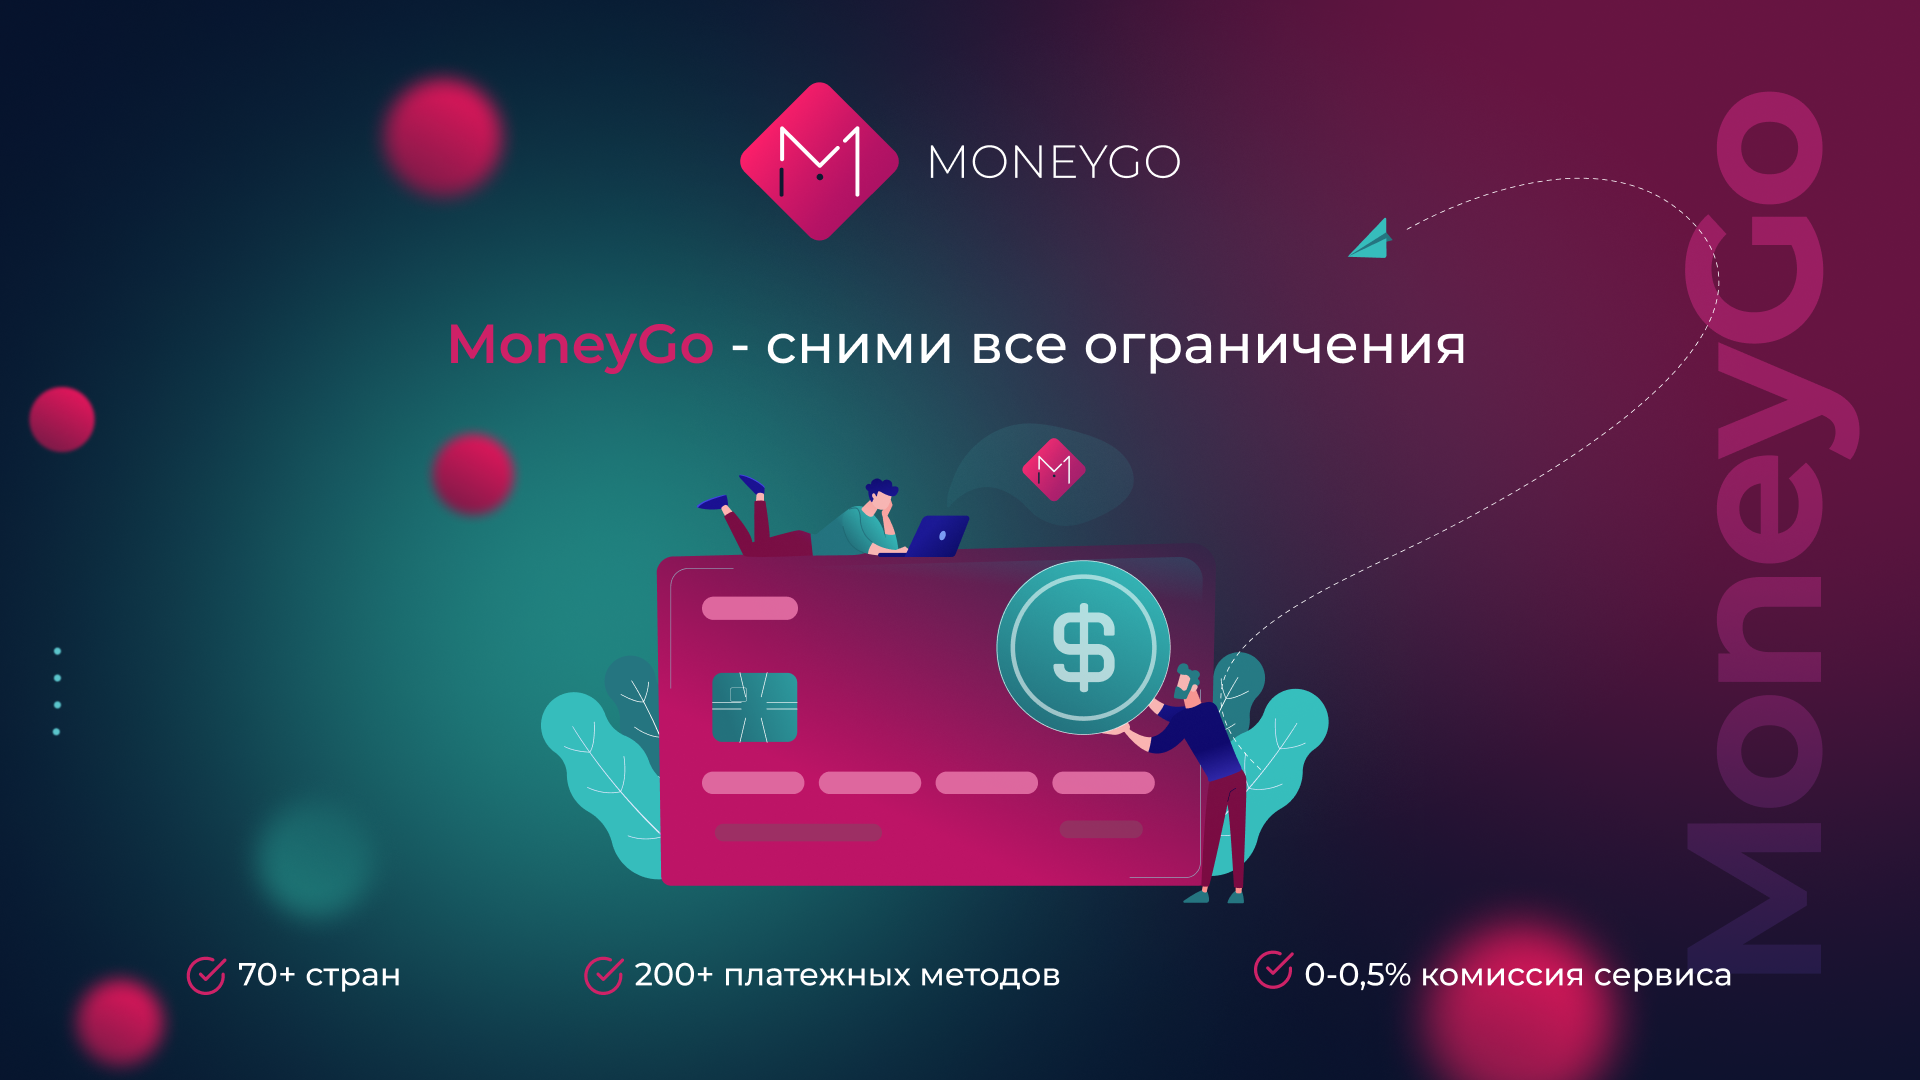 MONEYGO
MoneyGo - сними все ограничения
MoneyGo
70+ стран
200+ платежных методов
0-0,5% комиссия сервиса